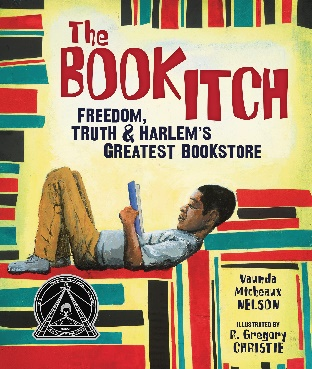 The
BOOK ITCH
FREEDOM,
TRUTH & HARLEM'S
GREATEST BOOKSTORE
Vaunda
Micheaux
NELSON
ILLUSTRATED BY
R. Gregory
CHRISTIE